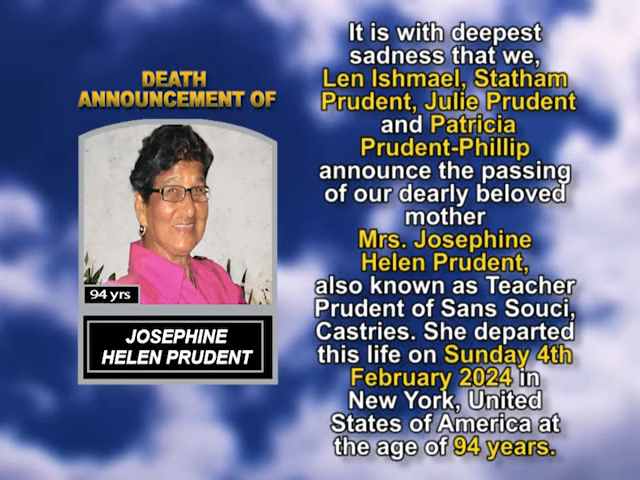 DEATH
ANNOUNCEMENT OF
94 yrs
JOSEPHINE
HELEN PRUDENT
It is with deepest
sadness that we,
Len Ishmael, Statham
Prudent, Julie Prudent
and Patricia
Prudent-Phillip
announce the passing
of our dearly beloved
mother
Mrs. Josephine
Helen Prudent,
also known as Teacher
Prudent of Sans Souci,
Castries. She departed
this life on Sunday 4th
February 2024 in
New York, United
States of America at
the age of 94 years.